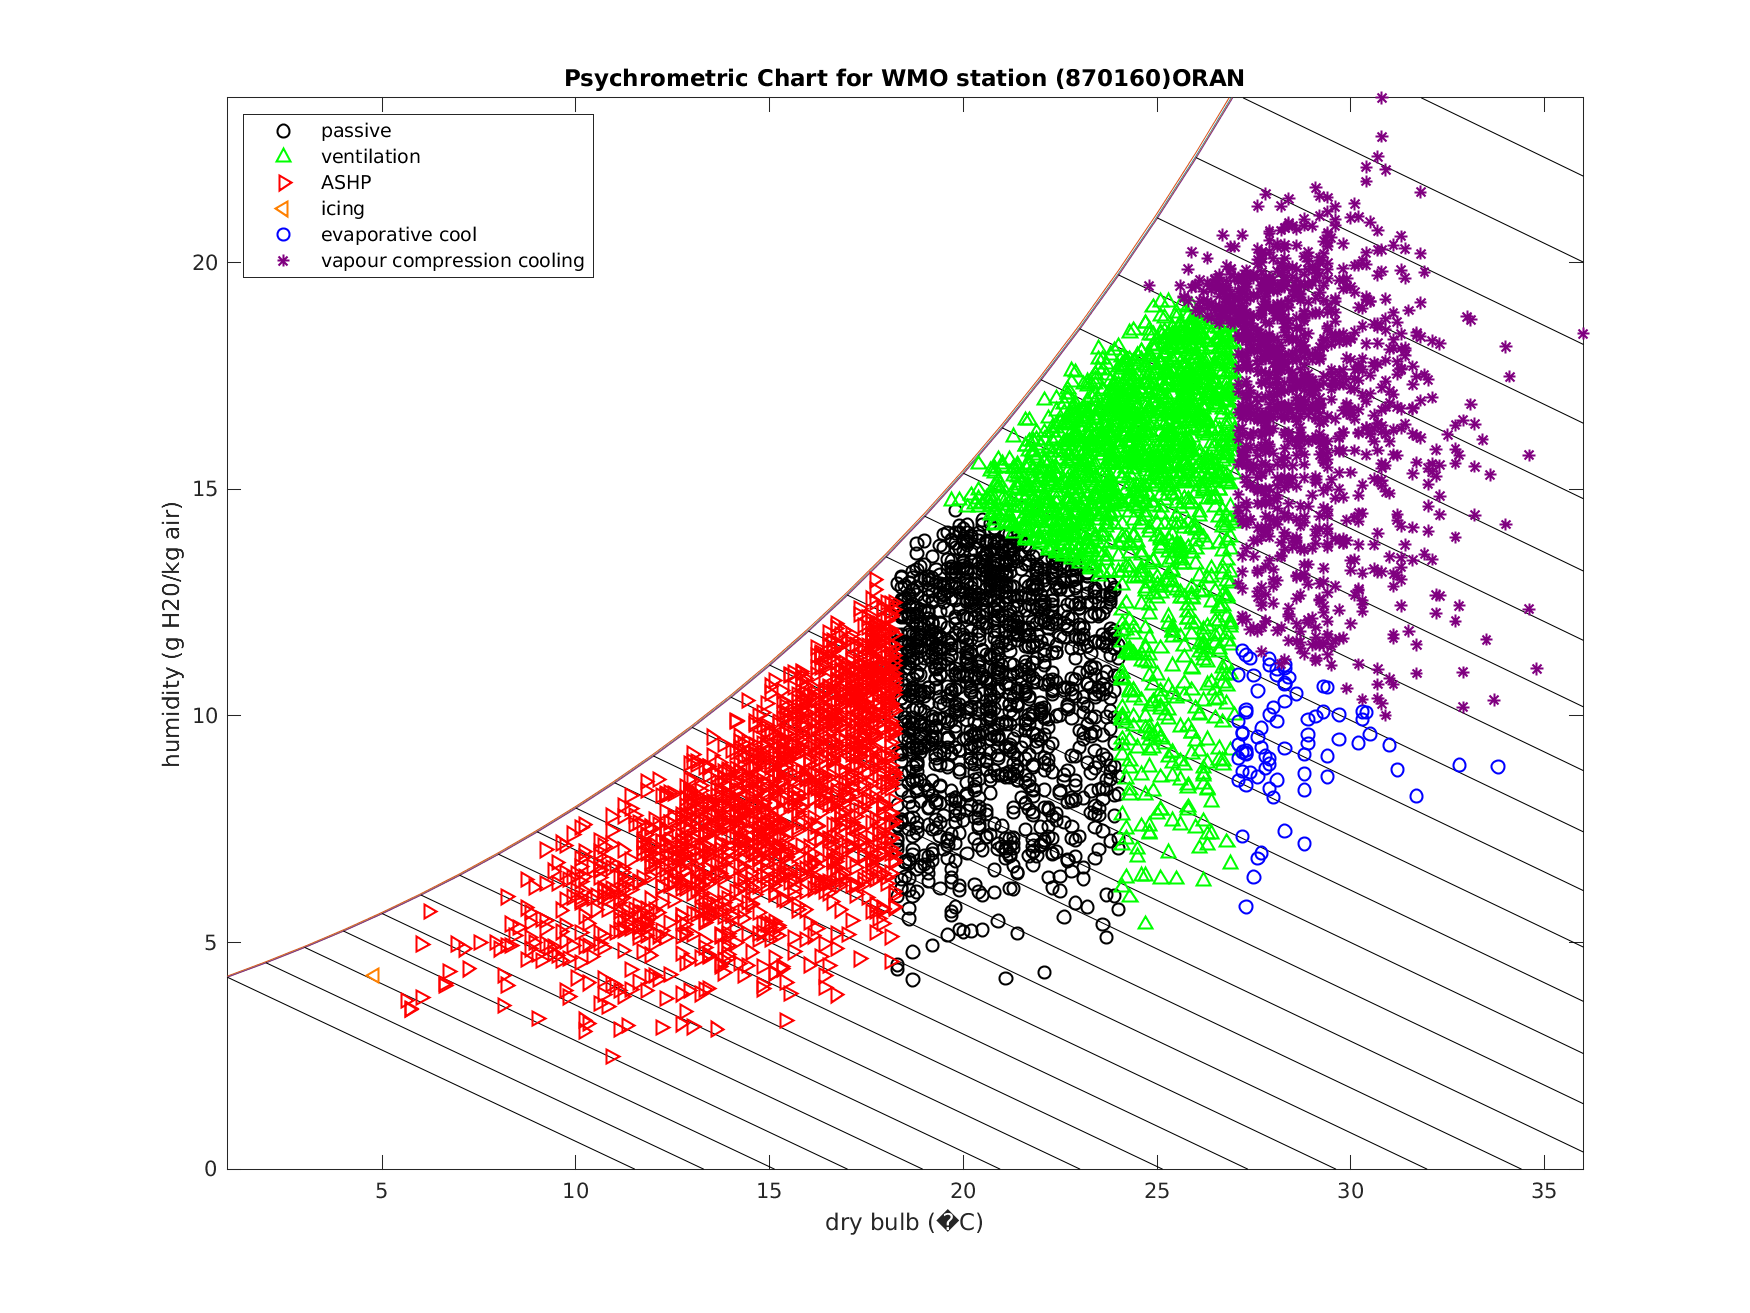 Psychrometric Chart for WMO station (870160)ORAN
passive
ventilation
ASHP
icing
evaporative cool
vapour compression cooling
humidity (g H20/kg air)
20
15
10
5
0
5 10 15 20 25 30 35
dry bulb (�C)